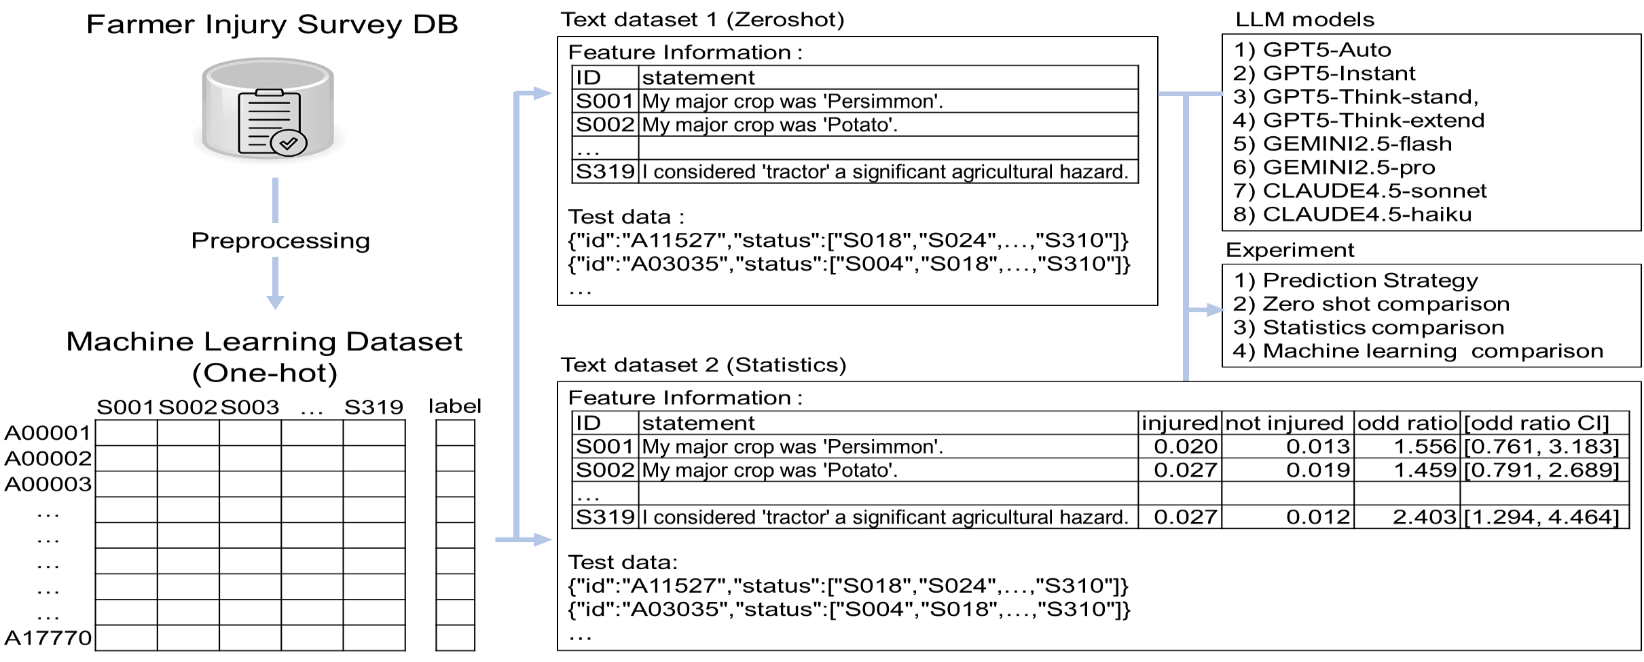 Farmer Injury Survey DB
Preprocessing
Machine Learning Dataset
(One-hot)
S001 S002 S003 … S319 label
A00001
A00002
A00003
…
…
…
…
…
A17770
Text dataset 1 (Zeroshot)
Feature Information :
ID statement
S001 My major crop was 'Persimmon'.
S002 My major crop was 'Potato'.
…
S319 I considered 'tractor' a significant agricultural hazard.
Test data :
{"id":"A11527","status":["S018","S024",…,"S310"]}
{"id":"A03035","status":["S004","S018",…,"S310"]}
…
Text dataset 2 (Statistics)
Feature Information :
ID statement injured not injured odd ratio [odd ratio CI]
S001 My major crop was 'Persimmon'. 0.020 0.013 1.556 [0.761, 3.183]
S002 My major crop was 'Potato'. 0.027 0.019 1.459 [0.791, 2.689]
…
S319 I considered 'tractor' a significant agricultural hazard. 0.027 0.012 2.403 [1.294, 4.464]
Test data:
{"id":"A11527","status":["S018","S024",…,"S310"]}
{"id":"A03035","status":["S004","S018",…,"S310"]}
…
LLM models
1) GPT5-Auto
2) GPT5-Instant
3) GPT5-Think-stand,
4) GPT5-Think-extend
5) GEMINI2.5-flash
6) GEMINI2.5-pro
7) CLAUDE4.5-sonnet
8) CLAUDE4.5-haiku
Experiment
1) Prediction Strategy
2) Zero shot comparison
3) Statistics comparison
4) Machine learning comparison